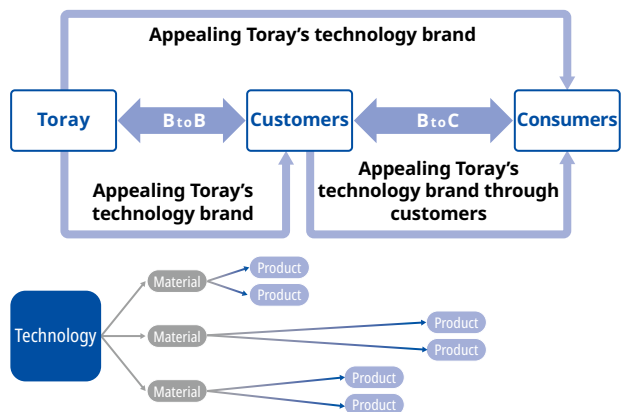 Appealing Toray’s technology brand
Toray
BtoB
Customers
BtoC
Consumers
Appealing Toray’s
technology brand
Appealing Toray’s
technology brand through
customers
Technology
Material
Product
Product
Material
Product
Product
Material
Product
Product